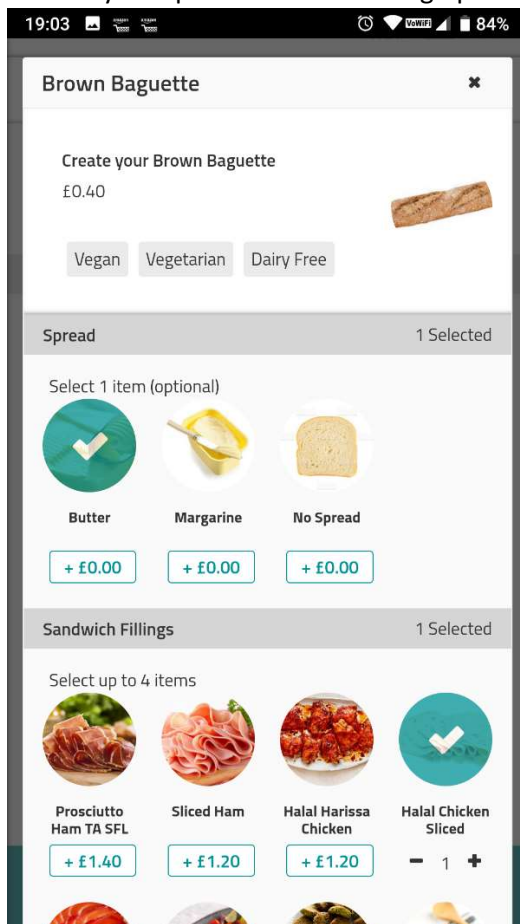 19:03
VoWiFi
84%
Brown Baguette
Create your Brown Baguette
£0.40
Vegan Vegetarian Dairy Free
Spread 1 Selected
Select 1 item (optional)
Butter Margarine No Spread
+ £0.00 + £0.00 + £0.00
Sandwich Fillings 1 Selected
Select up to 4 items
Prosciutto Sliced Ham Halal Harissa Halal Chicken
Ham TA SFL Chicken Sliced
+ £1.40 + £1.20 + £1.20 - 1 +